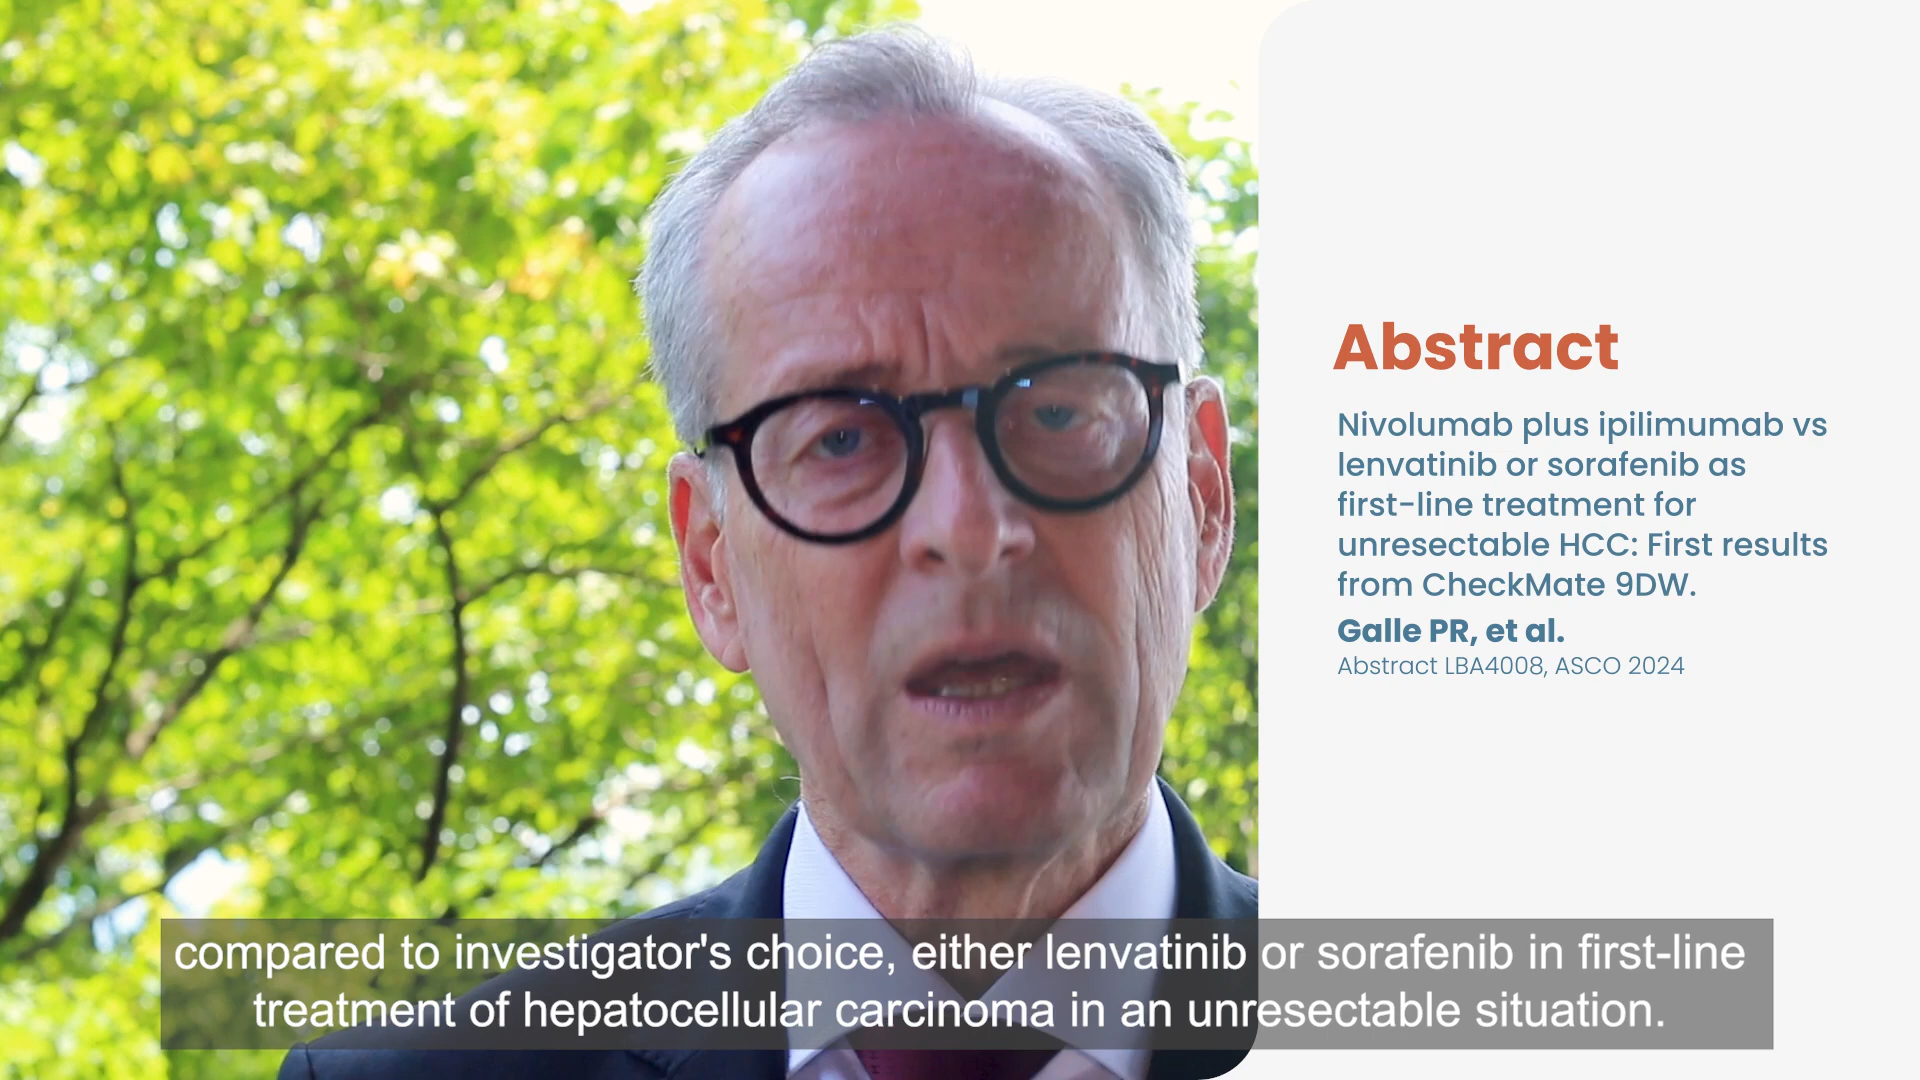 Abstract
Nivolumab plus ipilimumab vs
lenvatinib or sorafenib as
first-line treatment for
unresectable HCC: First results
from CheckMate 9DW.
Galle PR, et al.
Abstract LBA4008, ASCO 2024
compared to investigator's choice, either lenvatinib or sorafenib in first-line
treatment of hepatocellular carcinoma in an unresectable situation.